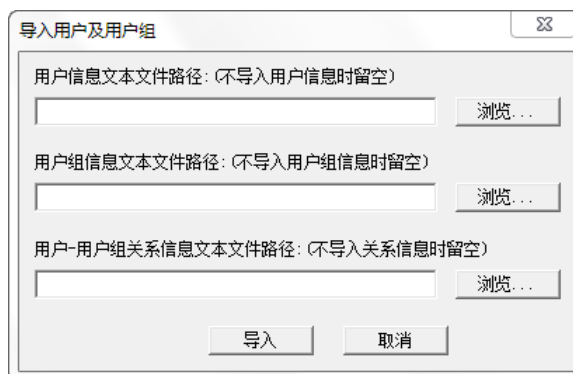 导入用户及用户组
用户信息文本文件路径:(不导入用户信息时留空)
浏览...
用户组信息文本文件路径:(不导入用户组信息时留空)
浏览...
用户-用户组关系信息文本文件路径:(不导入关系信息时留空)
浏览...
导入 取消